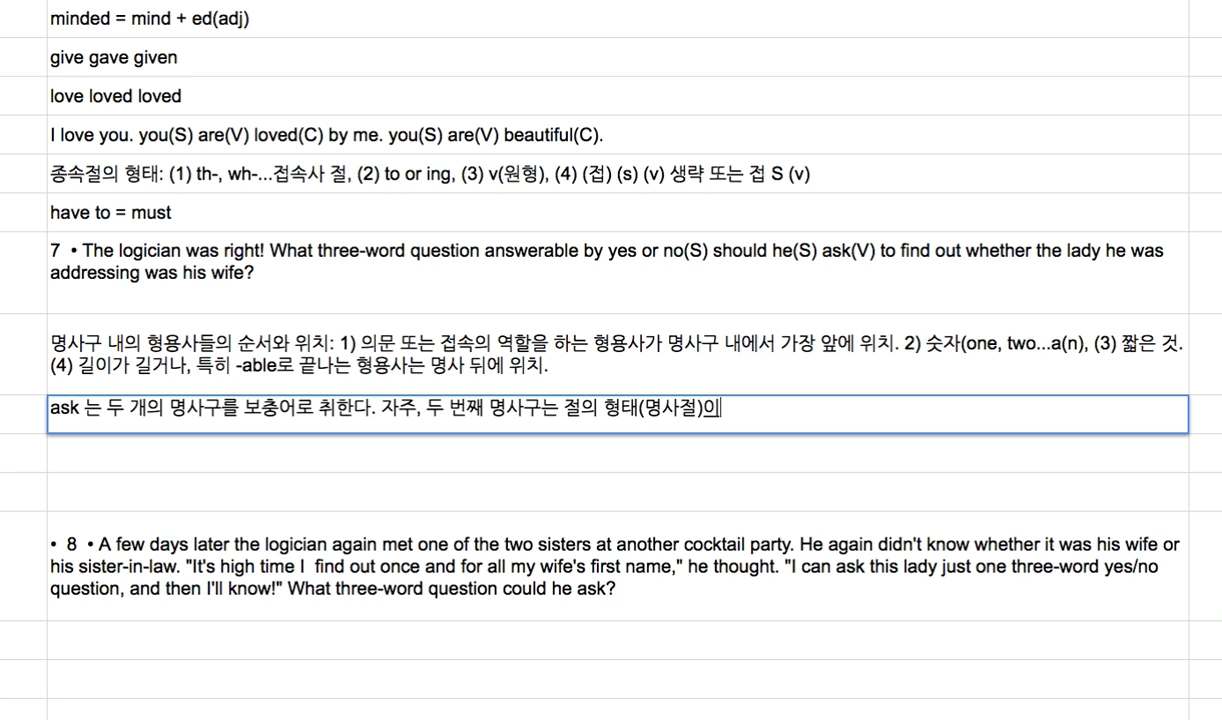 minded = mind + ed(adj)
give gave given
love loved loved
I love you. you(S) are(V) loved(C) by me. you(S) are(V) beautiful(C).
종속절의 형태: (1) th-, wh-...접속사 절, (2) to or ing, (3) v(원형), (4) (접) (s) (v) 생략 또는 접 S (v)
have to = must
7 • The logician was right! What three-word question answerable by yes or no(S) should he(S) ask(V) to find out whether the lady he was
addressing was his wife?
명사구 내의 형용사들의 순서와 위치: 1) 의문 또는 접속의 역할을 하는 형용사가 명사구 내에서 가장 앞에 위치. 2) 숫자(one, two...a(n), (3) 짧은 것.
(4) 길이가 길거나, 특히 -able로 끝나는 형용사는 명사 뒤에 위치.
ask 는 두 개의 명사구를 보충어로 취한다. 자주, 두 번째 명사구는 절의 형태(명사절)이
• 8 • A few days later the logician again met one of the two sisters at another cocktail party. He again didn't know whether it was his wife or
his sister-in-law. "It's high time I find out once and for all my wife's first name," he thought. "I can ask this lady just one three-word yes/no
question, and then I'll know!" What three-word question could he ask?